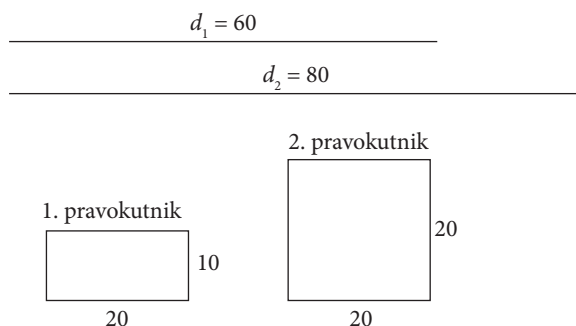 d₁ = 60
d₂ = 80
2. pravokutnik
1. pravokutnik
20
10
20
20